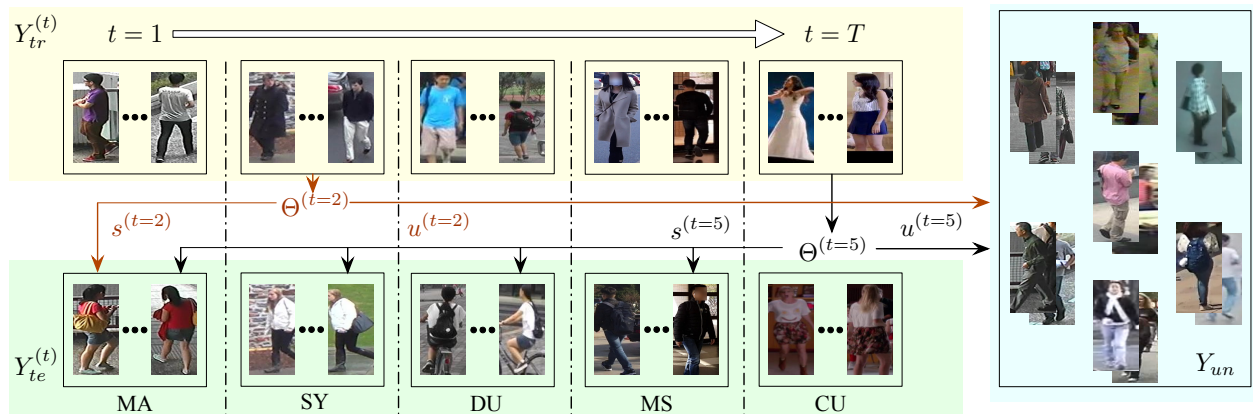 Y_{tr}^{(t)} t = 1 t = T
••• ••• ••• ••• •••
Θ^{(t=2)}
s^{(t=2)} u^{(t=2)} s^{(t=5)} Θ^{(t=5)} u^{(t=5)}
Y_{te}^{(t)} ••• ••• ••• ••• •••
MA SY DU MS CU
Y_{un}